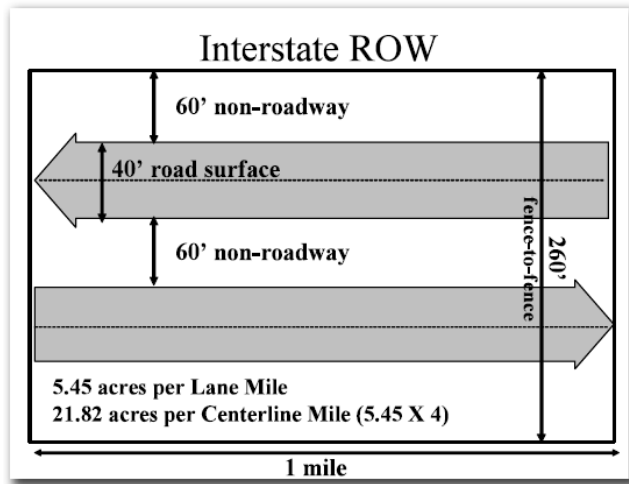 Interstate ROW
60’ non-roadway
40’ road surface
60’ non-roadway
260’
fence-to-fence
5.45 acres per Lane Mile
21.82 acres per Centerline Mile (5.45 X 4)
1 mile